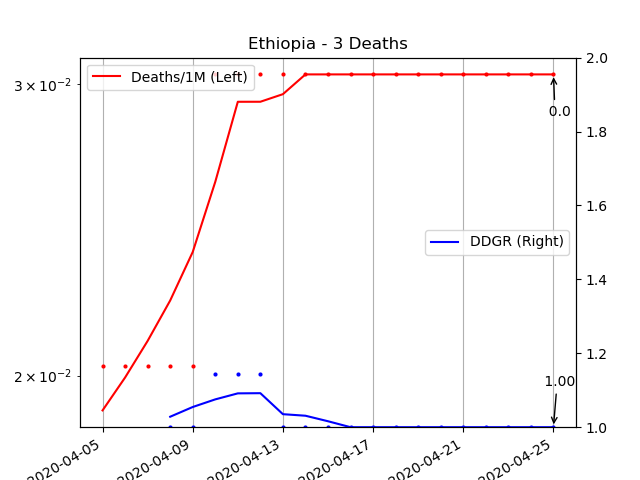 Ethiopia - 3 Deaths
Deaths/1M (Left)
3 × 10⁻²
2 × 10⁻²
2.0
1.8
1.6
1.4
1.2
1.0
0.0
DDGR (Right)
1.00
2020-04-05
2020-04-09
2020-04-13
2020-04-17
2020-04-21
2020-04-25